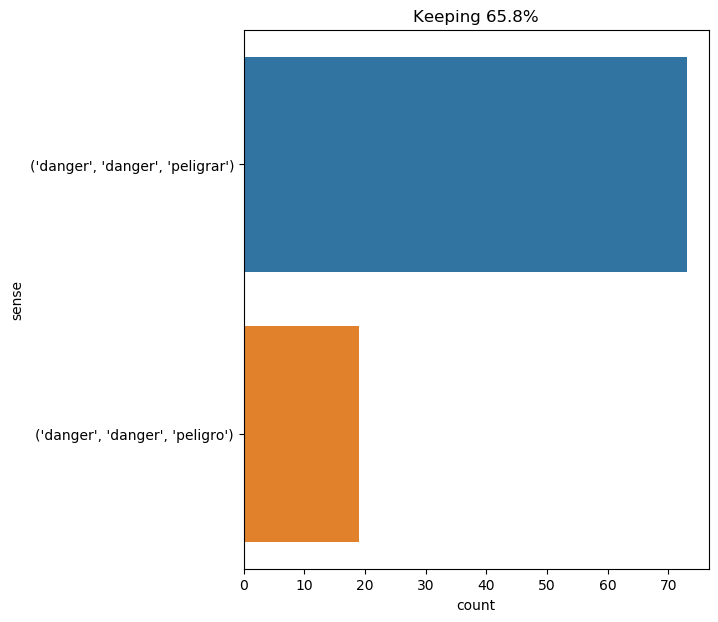 Keeping 65.8%
('danger', 'danger', 'peligrar')
('danger', 'danger', 'peligro')
sense
0 10 20 30 40 50 60 70
count